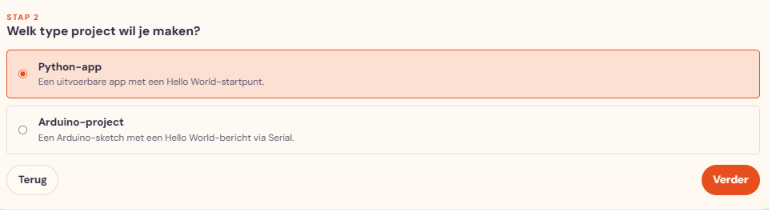 STAP 2
Welk type project wil je maken?
Python-app
Een uitvoerbare app met een Hello World-startpunt.
Arduino-project
Een Arduino-sketch met een Hello World-bericht via Serial.
Terug
Verder